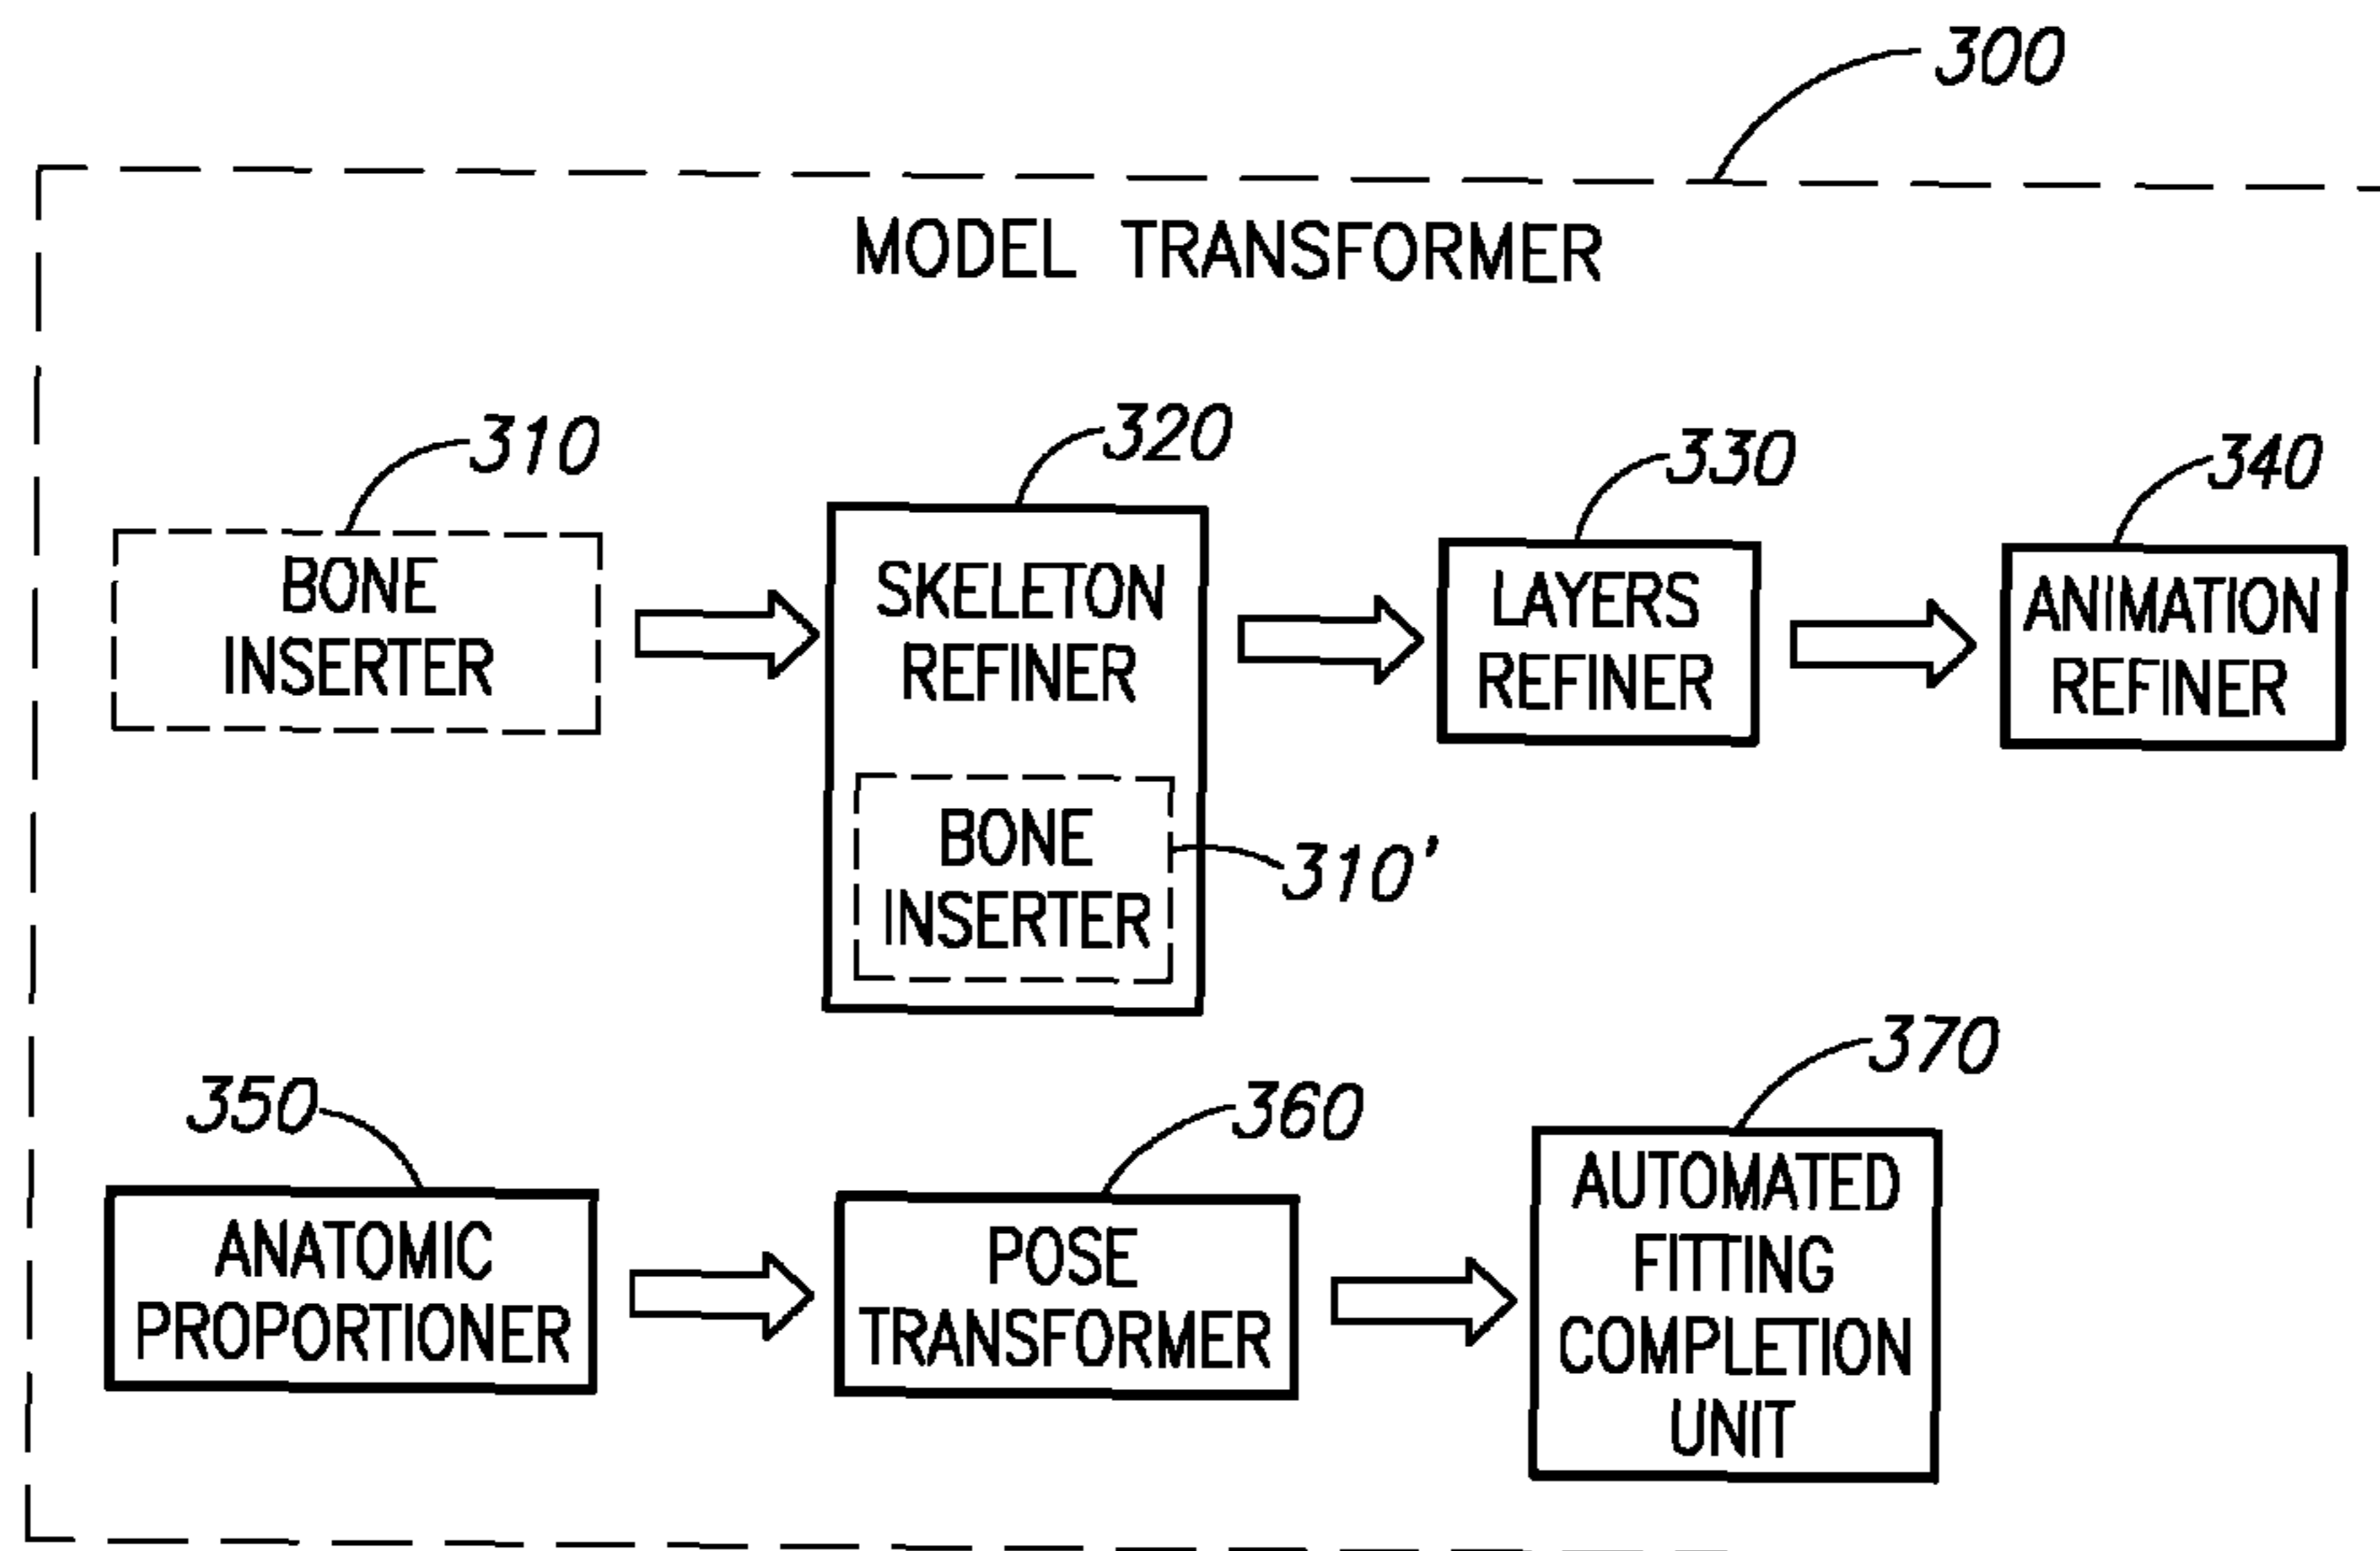 300
MODEL TRANSFORMER
310
320
330
340
BONE
INSERTER
SKELETON
REFINER
LAYERS
REFINER
ANIMATION
REFINER
BONE
INSERTER
310'
350
360
370
ANATOMIC
PROPORTIONER
POSE
TRANSFORMER
AUTOMATED
FITTING
COMPLETION
UNIT